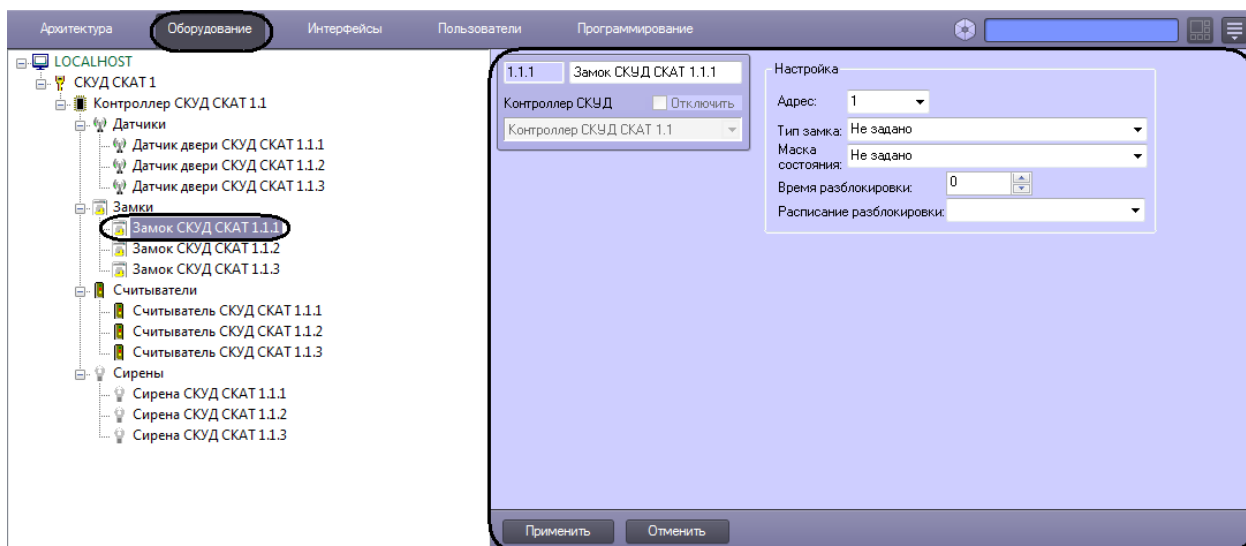 Архитектура Оборудование Интерфейсы Пользователи Программирование
LOCALHOST
СКУД СКАТ 1
Контроллер СКУД СКАТ 1.1
Датчики
Датчик двери СКУД СКАТ 1.1.1
Датчик двери СКУД СКАТ 1.1.2
Датчик двери СКУД СКАТ 1.1.3
Замки
Замок СКУД СКАТ 1.1.1
Замок СКУД СКАТ 1.1.2
Замок СКУД СКАТ 1.1.3
Считыватели
Считыватель СКУД СКАТ 1.1.1
Считыватель СКУД СКАТ 1.1.2
Считыватель СКУД СКАТ 1.1.3
Сирены
Сирена СКУД СКАТ 1.1.1
Сирена СКУД СКАТ 1.1.2
Сирена СКУД СКАТ 1.1.3
1.1.1 Замок СКУД СКАТ 1.1.1
Контроллер СКУД Отключить
Контроллер СКУД СКАТ 1.1
Настройка
Адрес: 1
Тип замка: Не задано
Маска состояния: Не задано
Время разблокировки: 0
Расписание разблокировки:
Применить Отменить